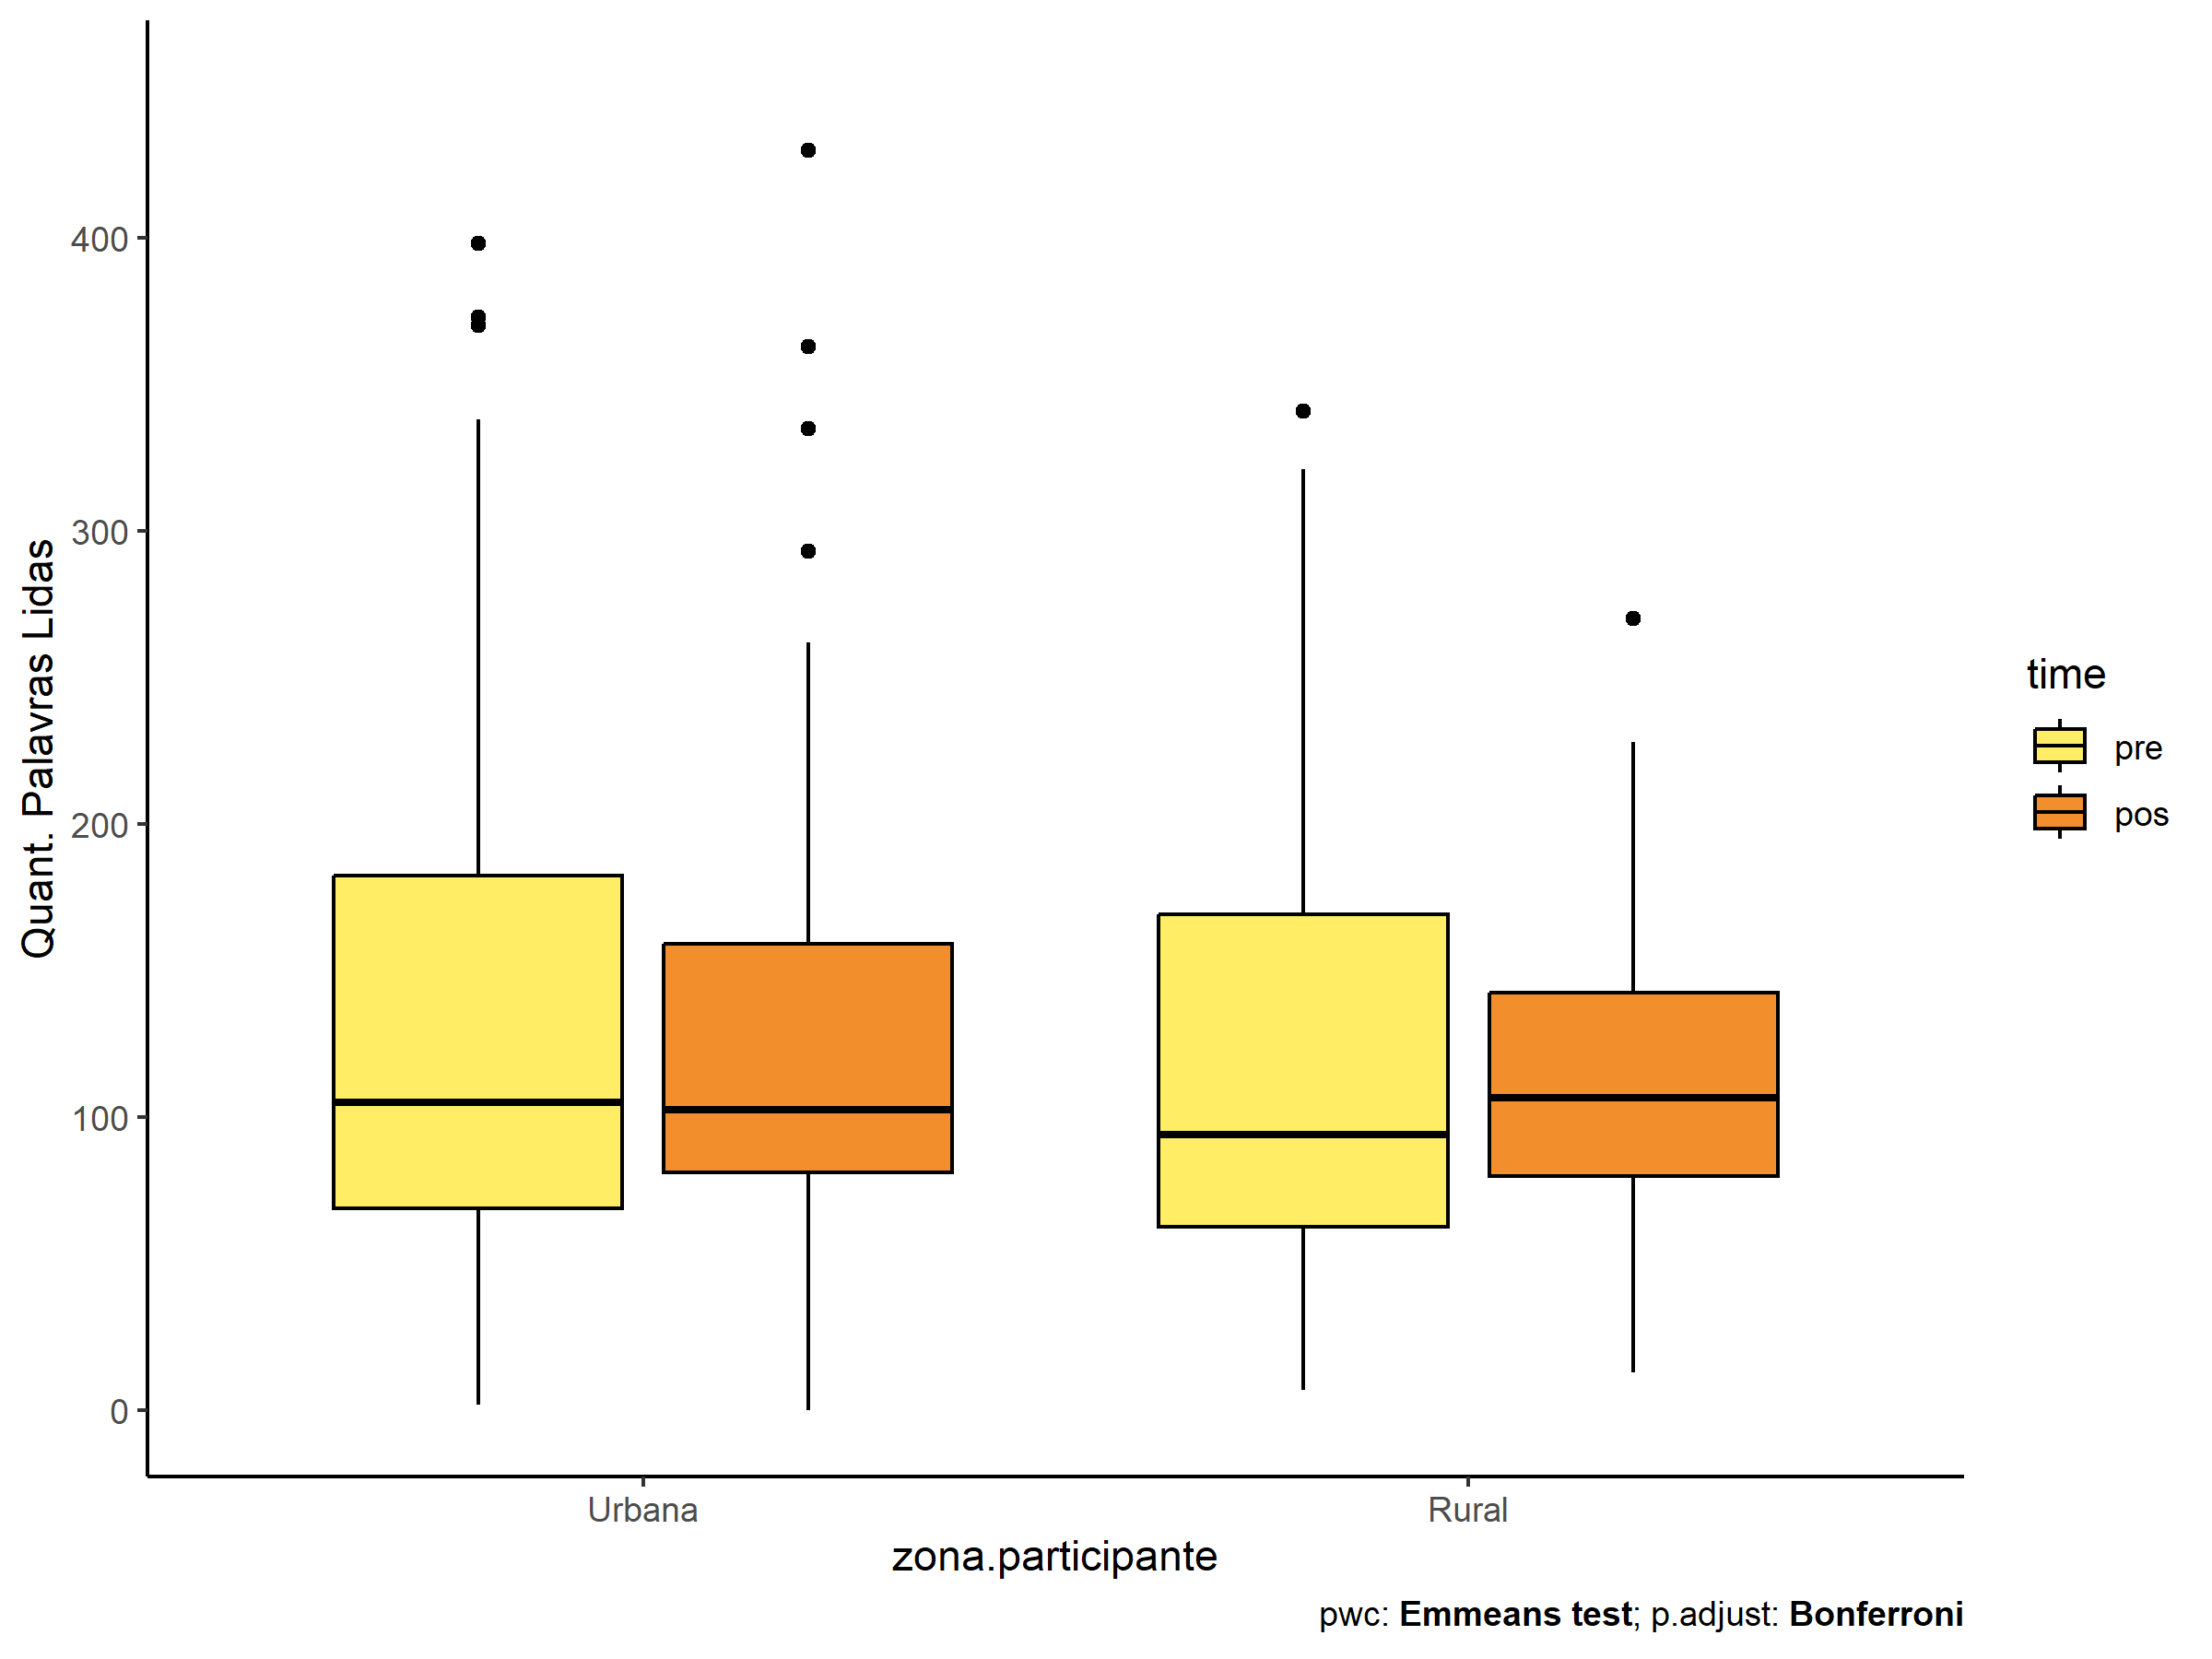 Quant. Palavras Lidas
400
300
200
100
0
Urbana Rural
zona.participante
pwc: Emmeans test; p.adjust: Bonferroni
time
pre
pos